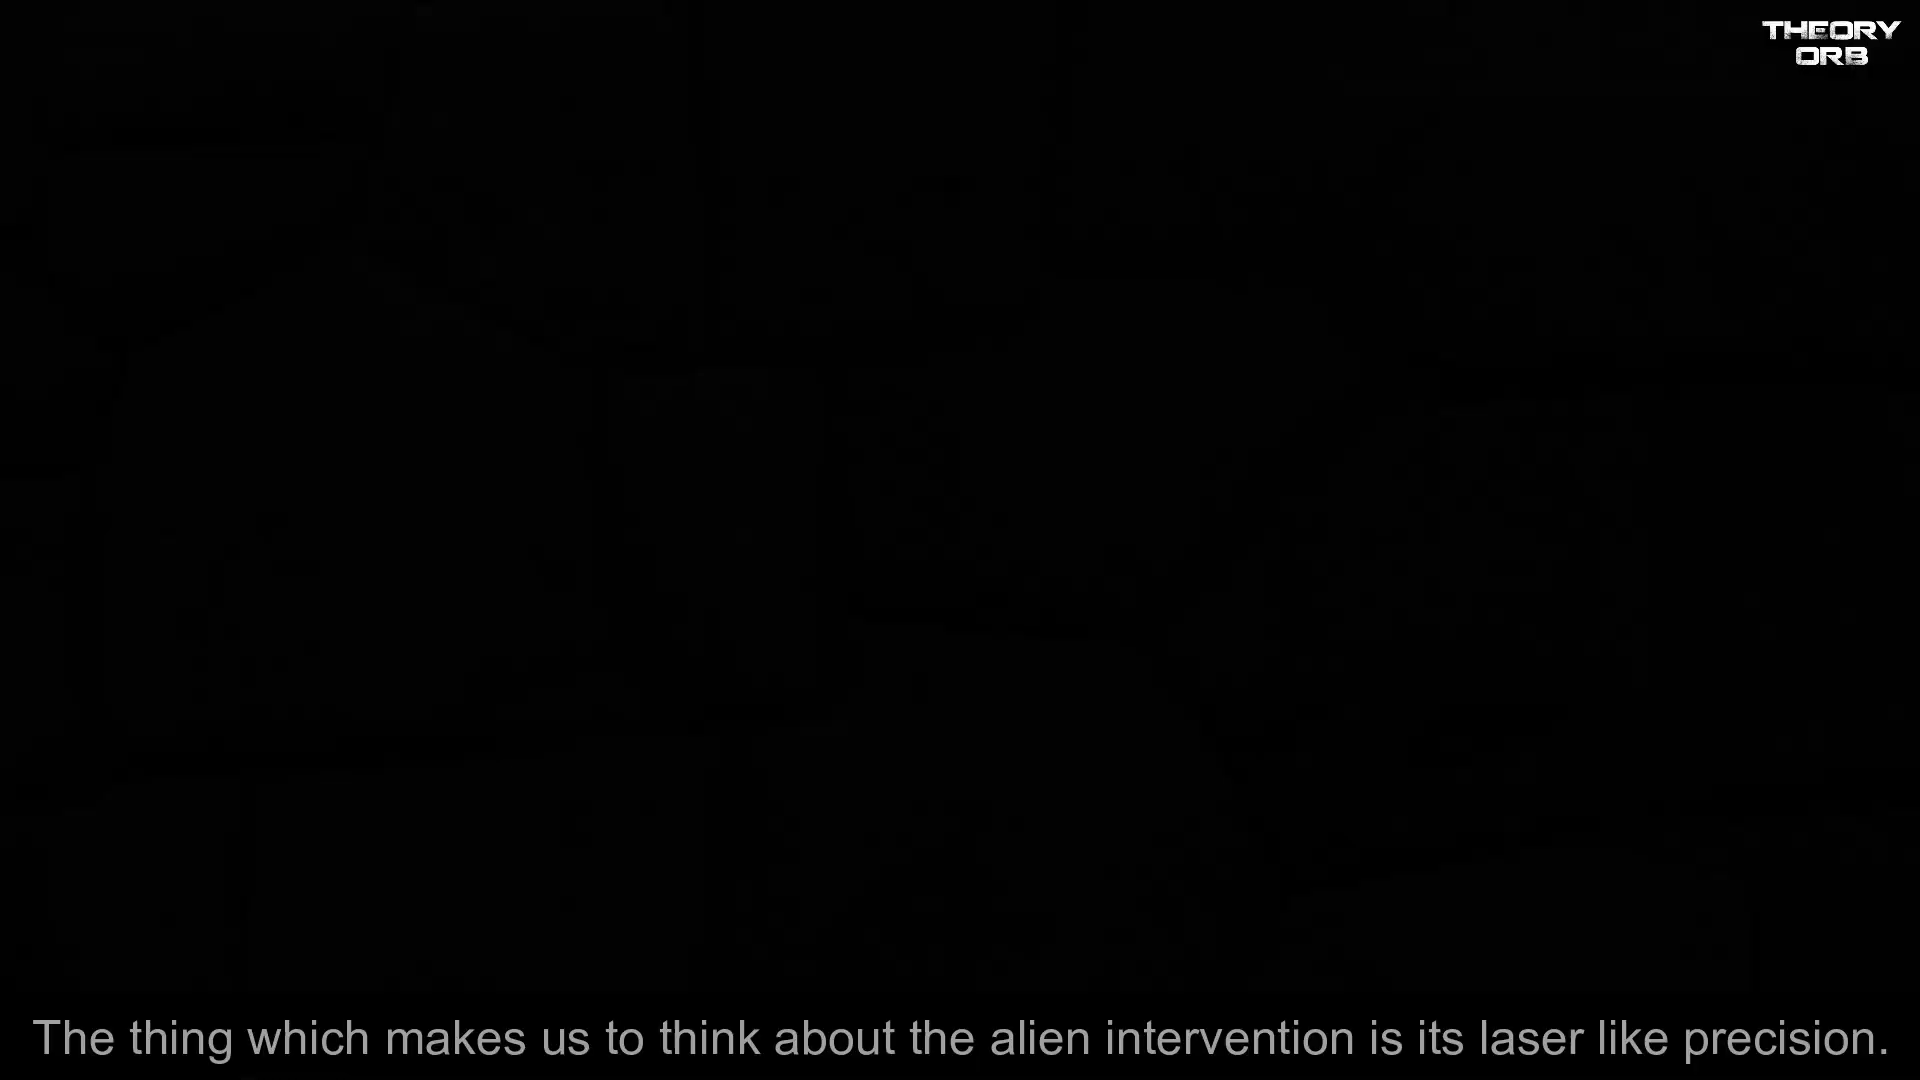 THEORY
ORB
The thing which makes us to think about the alien intervention is its laser like precision.